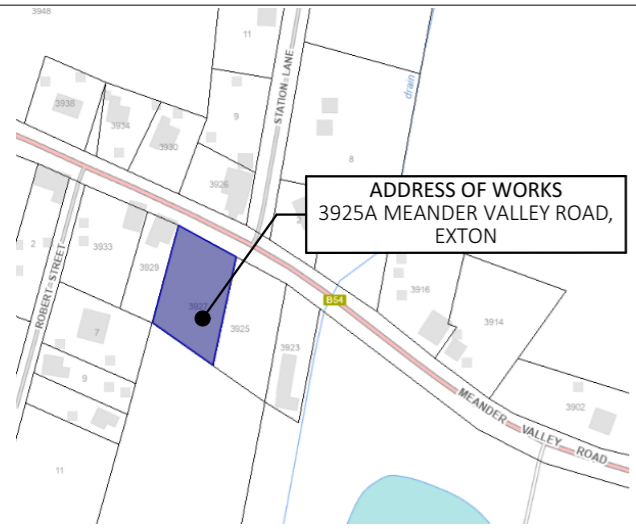 3948
11
STATION LANE
drain
3938
3934
9
3930
8
3926
ADDRESS OF WORKS
3925A MEANDER VALLEY ROAD,
EXTON
2
3933
3929
ROBERT STREET
3927
3925
B54
3916
3914
7
3923
9
3902
MEANDER VALLEY ROAD
11